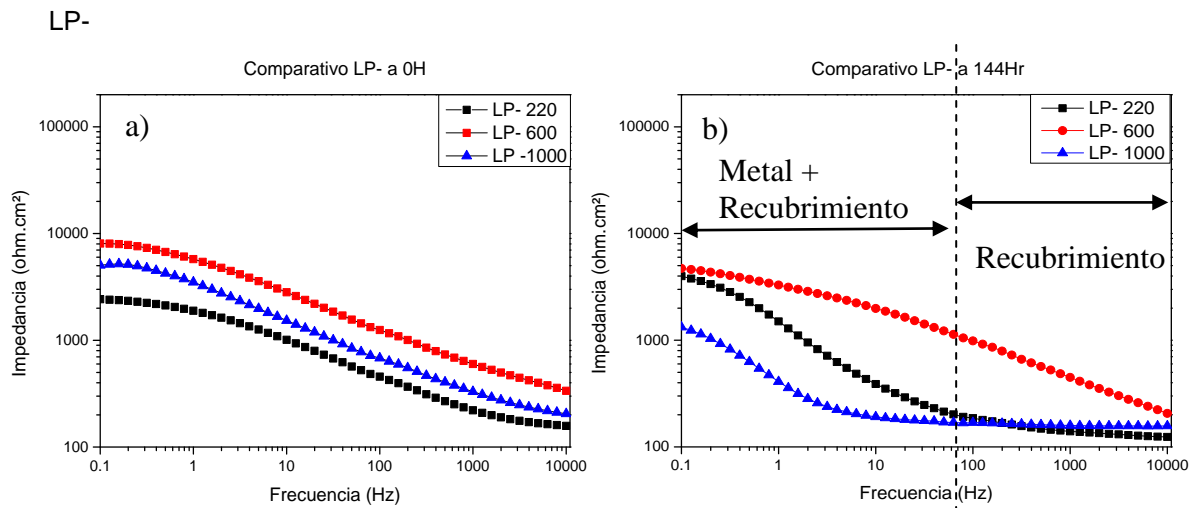 LP-
Comparativo LP- a 0H
a)
LP- 220
LP- 600
LP -1000
100000
10000
1000
100
0.1 1 10 100 1000 10000
Impedancia (ohm.cm²)
Frecuencia (Hz)
Comparativo LP- a 144Hr
b)
LP- 220
LP- 600
LP- 1000
Metal +
Recubrimiento
Recubrimiento
100000
10000
1000
100
0.1 1 10 100 1000 10000
Impedancia (ohm.cm²)
Frecuencia (Hz)